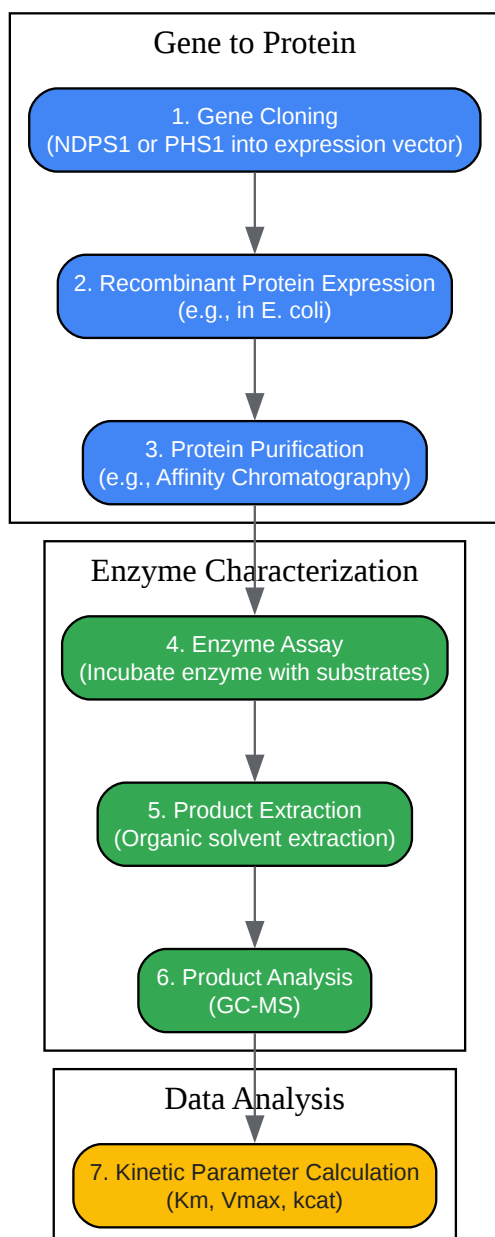 Gene to Protein
1. Gene Cloning
(NDPS1 or PHS1 into expression vector)
2. Recombinant Protein Expression
(e.g., in E. coli)
3. Protein Purification
(e.g., Affinity Chromatography)
Enzyme Characterization
4. Enzyme Assay
(Incubate enzyme with substrates)
5. Product Extraction
(Organic solvent extraction)
6. Product Analysis
(GC-MS)
Data Analysis
7. Kinetic Parameter Calculation
(Km, Vmax, kcat)